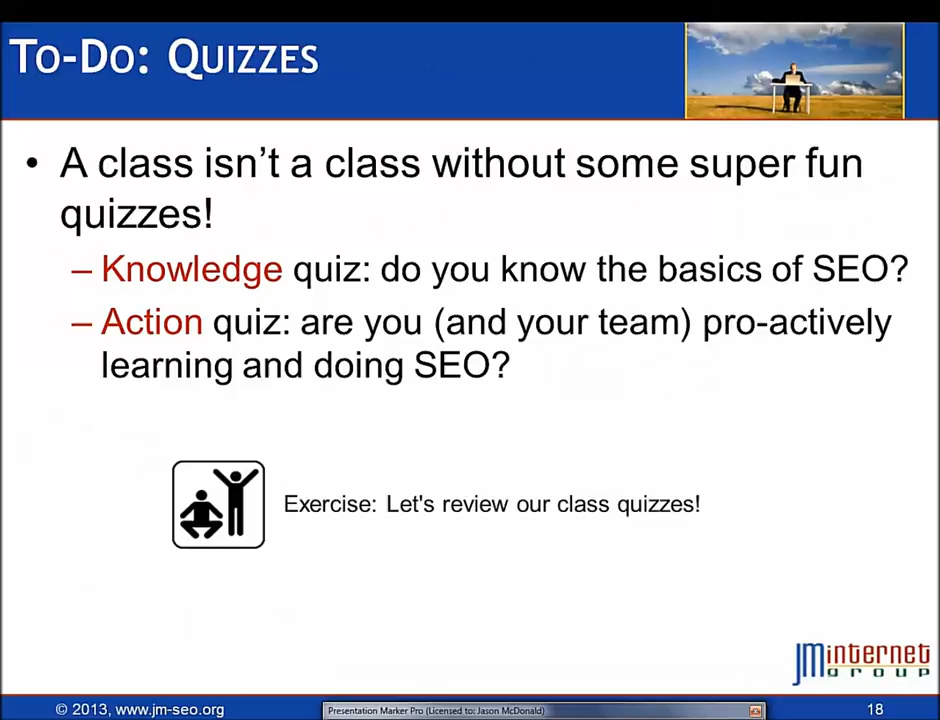 To-Do: Quizzes
• A class isn't a class without some super fun
quizzes!
– Knowledge quiz: do you know the basics of SEO?
– Action quiz: are you (and your team) pro-actively
learning and doing SEO?
Exercise: Let's review our class quizzes!
JMinternet
group
© 2013, www.jm-seo.org
Presentation Marker Pro (Licensed to: Jason McDonald)
18